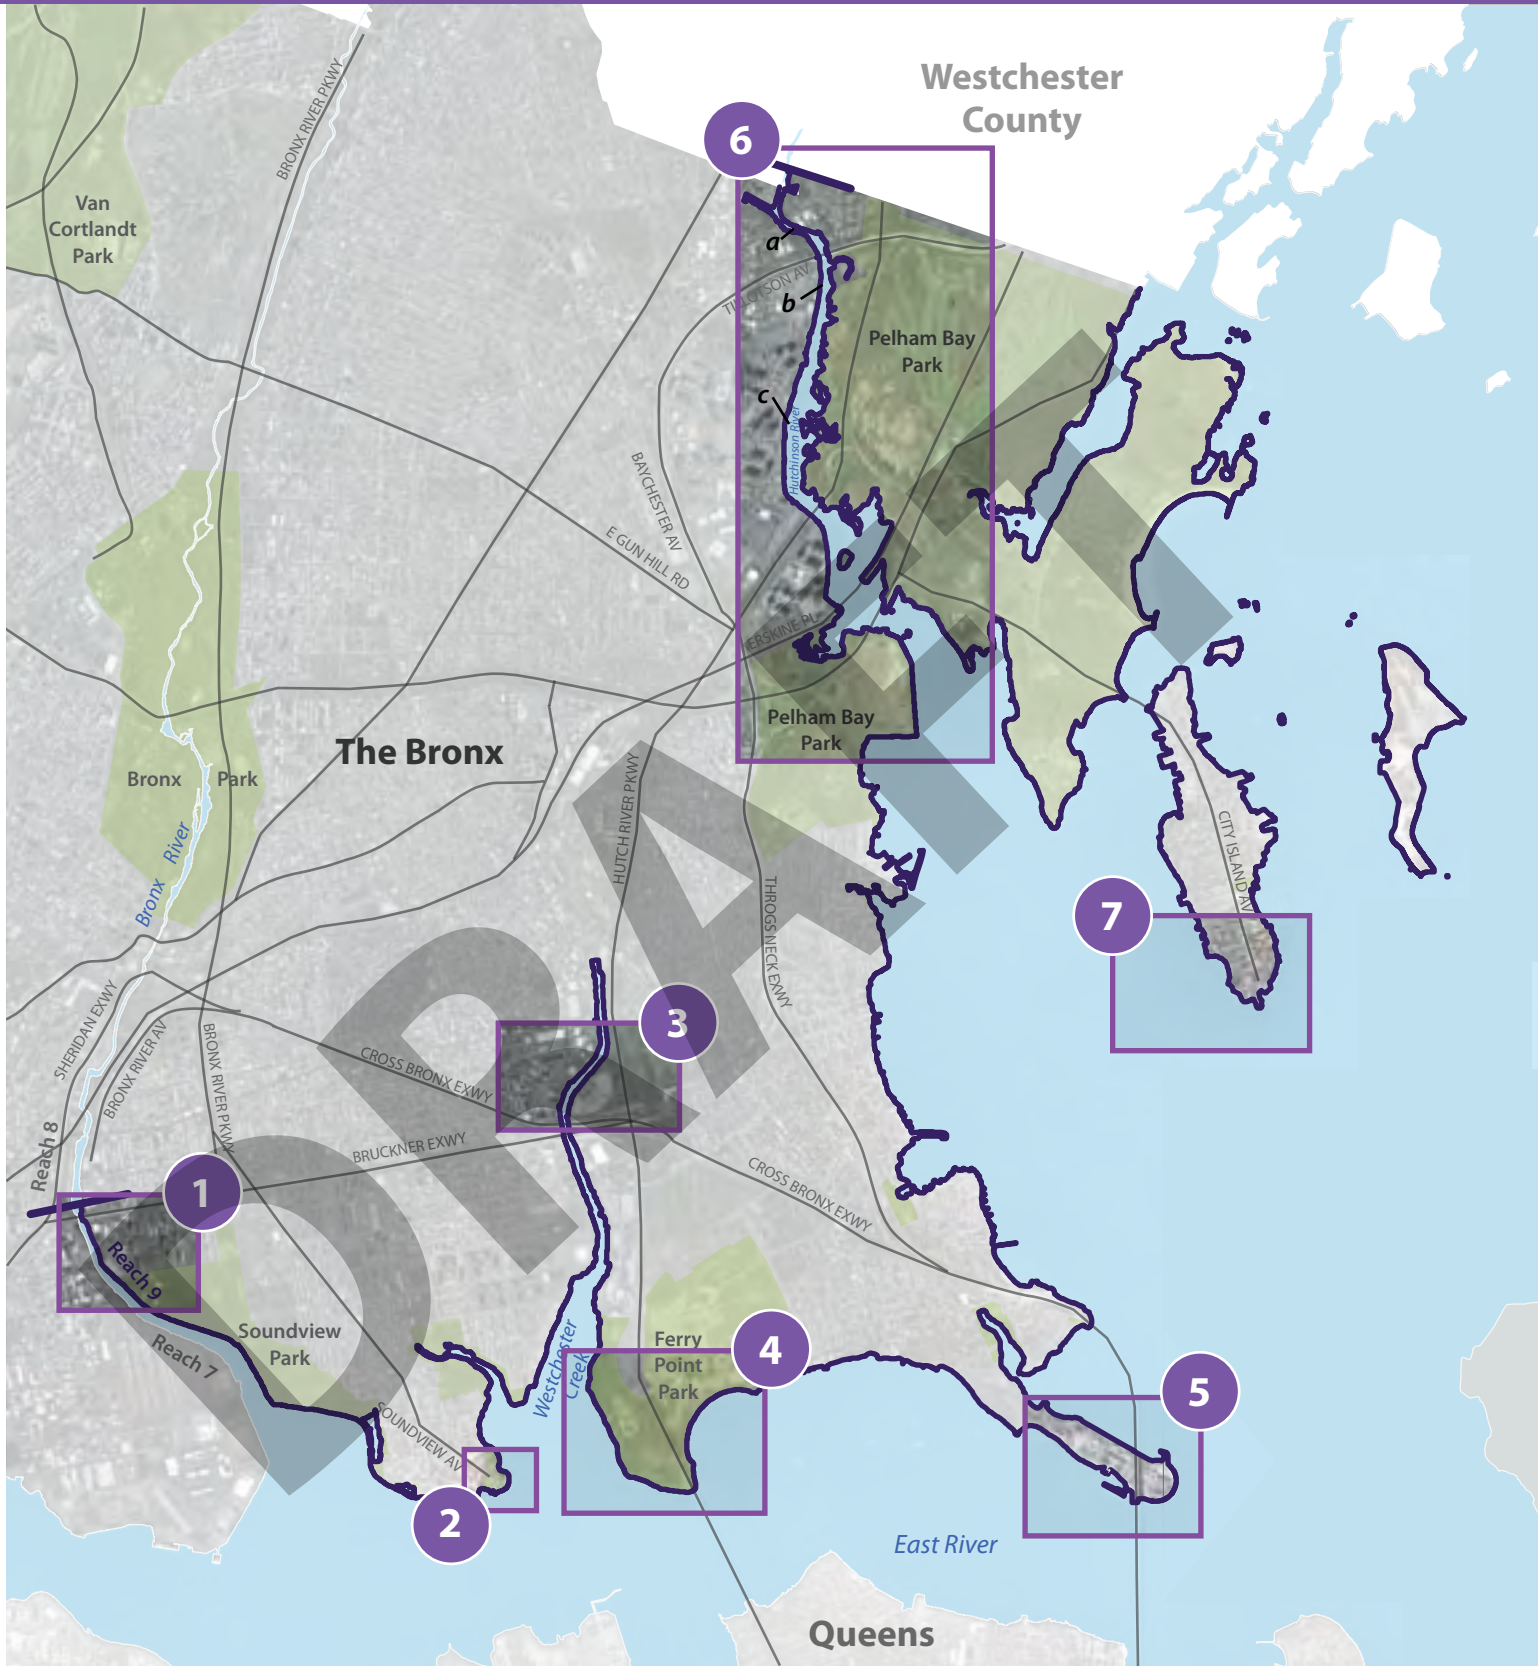 Westchester
County
6
BRONX RIVER PKWY
Van
Cortlandt
Park
a
TILLOTSON AV
b
Pelham Bay
Park
c
Hutchinson River
BAYCHESTER AV
E GUN HILL RD
ERSKINE PL
Pelham Bay
Park
The Bronx
Bronx Park
HUTCH RIVER PKWY
Bronx River
CITY ISLAND AV
THROGS NECK EXWY
7
3
SHERIDAN EXWY
BRONX RIVER AV
BRONX RIVER PKWY
CROSS BRONX EXWY
BRUCKNER EXWY
Reach 8
CROSS BRONX EXWY
1
Reach 9
Soundview
Park
Reach 7
Westchester
Creek
Ferry
Point
Park
4
5
SOUNDVIEW AV
2
East River
Queens
DRAFT